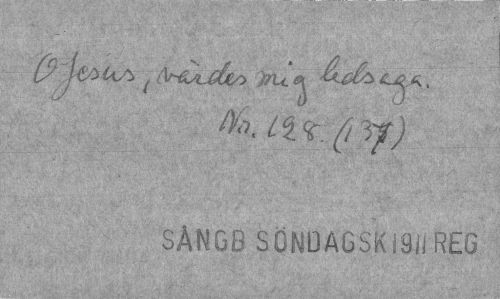 O Jesus, värdes mig ledsaga.
Nr. 128. (137)
SÅNGB SÖNDAGSK 1911 REG